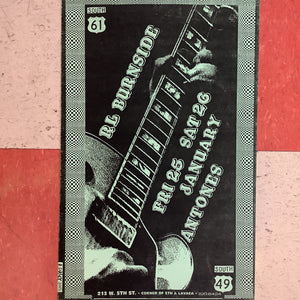 SOUTH
61
RL BURNSIDE
FRI 25 SAT 26
JANUARY
ANTONES
SOUTH
49
213 W. 5TH ST. • CORNER OF 5TH & LAVACA •